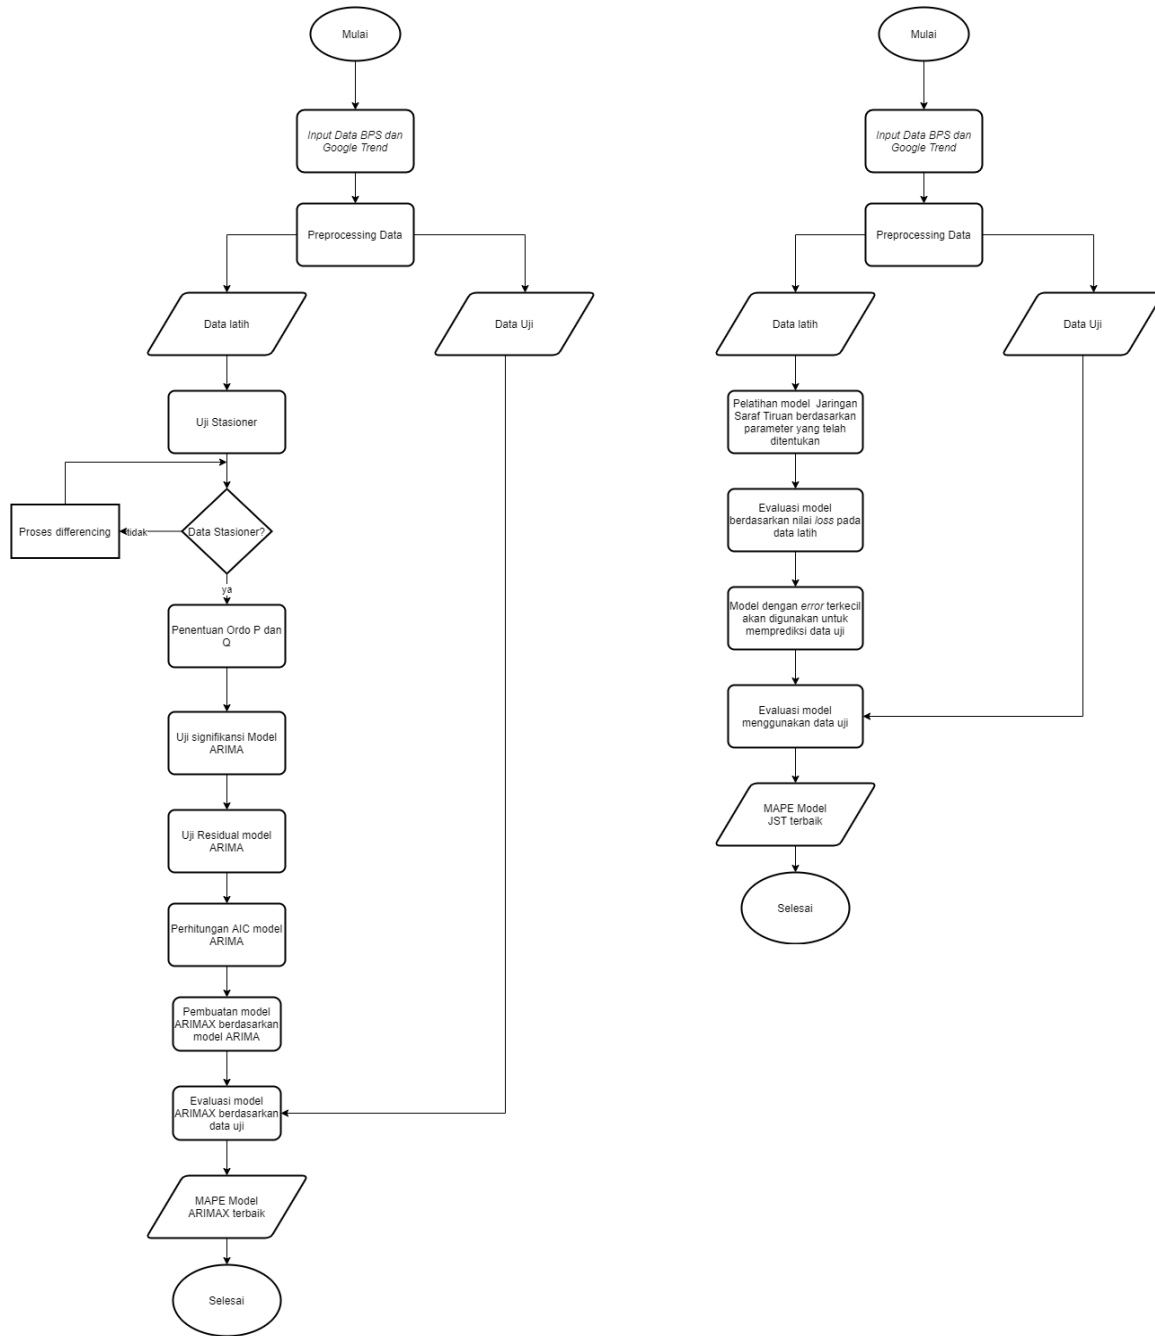 Mulai
Input Data BPS dan
Google Trend
Preprocessing Data
Data latih
Data Uji
Uji Stasioner
Data Stasioner?
tidak
Proses differencing
ya
Penentuan Ordo P dan
Q
Uji signifikansi Model
ARIMA
Uji Residual model
ARIMA
Perhitungan AIC model
ARIMA
Pembuatan model
ARIMAX berdasarkan
model ARIMA
Evaluasi model
ARIMAX berdasarkan
data uji
MAPE Model
ARIMAX terbaik
Selesai
Mulai
Input Data BPS dan
Google Trend
Preprocessing Data
Data latih
Data Uji
Pelatihan model Jaringan
Saraf Tiruan berdasarkan
parameter yang telah
ditentukan
Evaluasi model
berdasarkan nilai loss pada
data latih
Model dengan error terkecil
akan digunakan untuk
memprediksi data uji
Evaluasi model
menggunakan data uji
MAPE Model
JST terbaik
Selesai